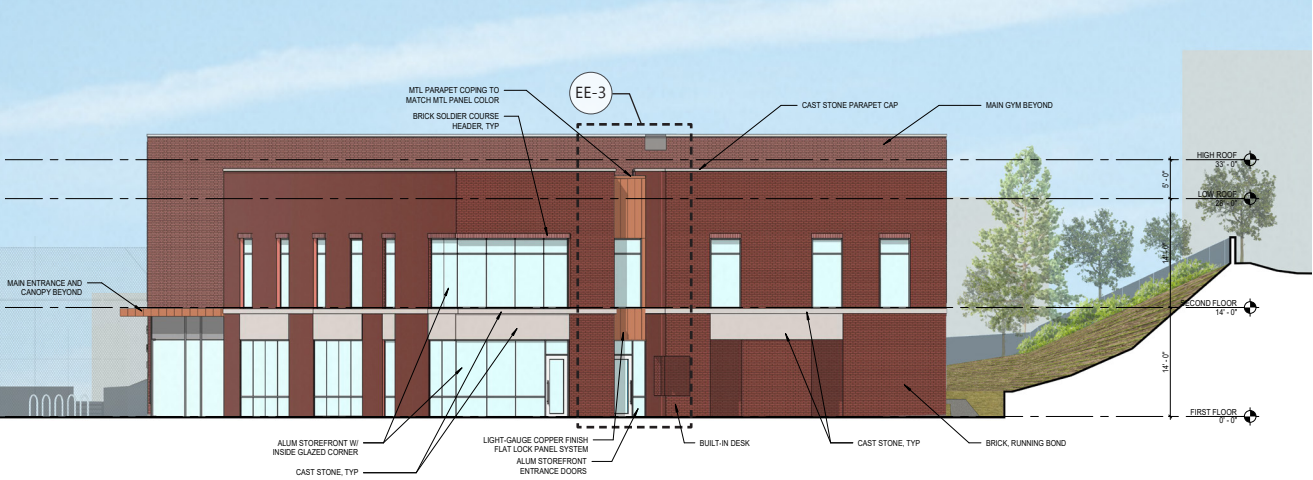 EE-3
MTL PARAPET COPING TO
MATCH MTL PANEL COLOR
BRICK SOLDIER COURSE
HEADER, TYP
CAST STONE PARAPET CAP
MAIN GYM BEYOND
HIGH ROOF
33' - 0"
5' - 0"
LOW ROOF
28' - 0"
14' - 0"
MAIN ENTRANCE AND
CANOPY BEYOND
SECOND FLOOR
14' - 0"
14' - 0"
FIRST FLOOR
0' - 0"
ALUM STOREFRONT W/
INSIDE GLAZED CORNER
CAST STONE, TYP
LIGHT-GAUGE COPPER FINISH
FLAT LOCK PANEL SYSTEM
ALUM STOREFRONT
ENTRANCE DOORS
BUILT-IN DESK
CAST STONE, TYP
BRICK, RUNNING BOND